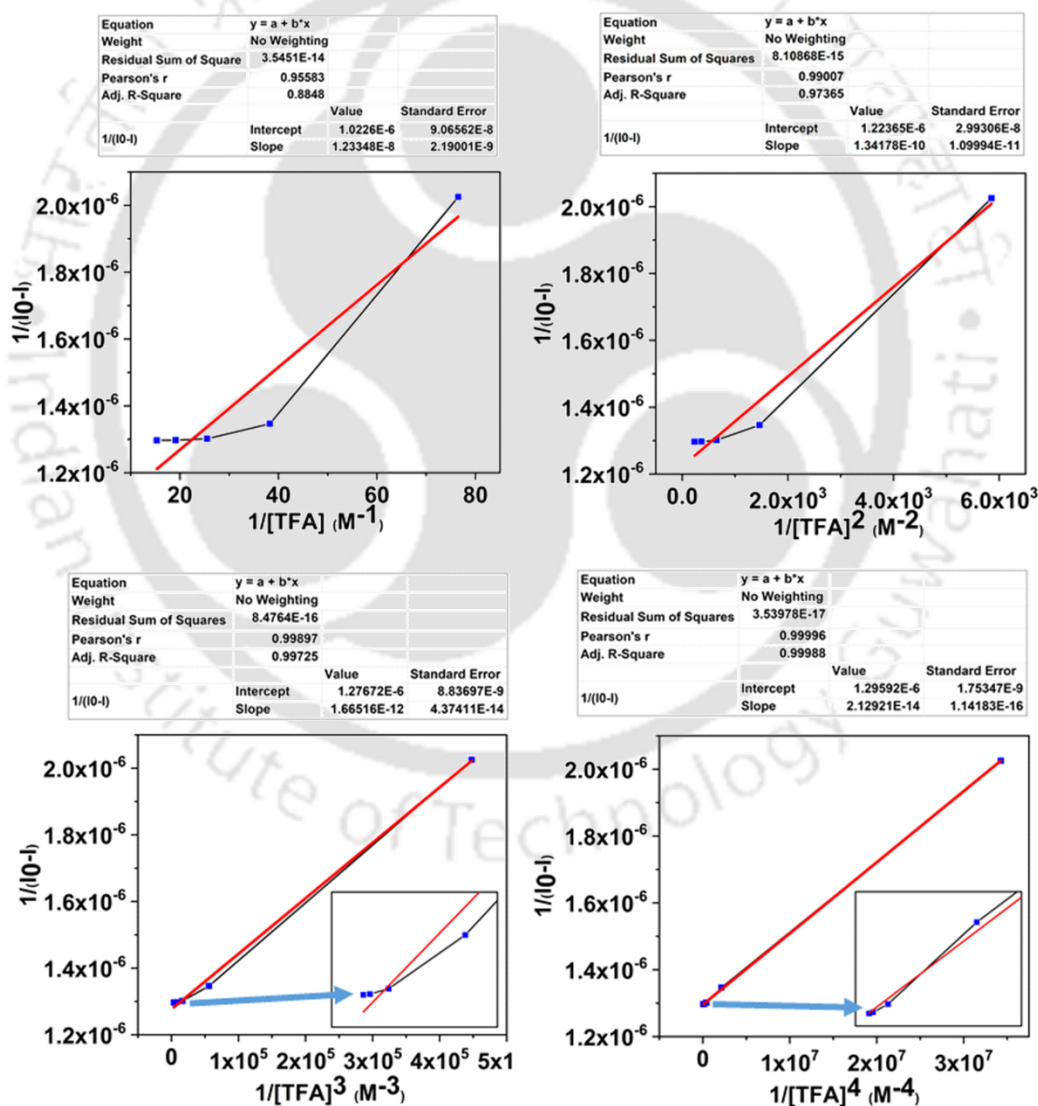 Equation y = a + b*x
Weight No Weighting
Residual Sum of Square 3.5451E-14
Pearson's r 0.95583
Adj. R-Square 0.8848
Value Standard Error
1/(I0-I) Intercept 1.0226E-6 9.06562E-8
Slope 1.23348E-8 2.19001E-9
2.0x10-6
1.8x10-6
1.6x10-6
1.4x10-6
1.2x10-6
1/(I0-I)
20 40 60 80
1/[TFA] (M-1)
Equation y = a + b*x
Weight No Weighting
Residual Sum of Squares 8.10868E-15
Pearson's r 0.99007
Adj. R-Square 0.97365
Value Standard Error
1/(I0-I) Intercept 1.22365E-6 2.99306E-8
Slope 1.34178E-10 1.09994E-11
2.0x10-6
1.8x10-6
1.6x10-6
1.4x10-6
1.2x10-6
1/(I0-I)
0.0 2.0x103 4.0x103 6.0x103
1/[TFA]2 (M-2)
Equation y = a + b*x
Weight No Weighting
Residual Sum of Squares 8.4764E-16
Pearson's r 0.99897
Adj. R-Square 0.99725
Value Standard Error
1/(I0-I) Intercept 1.27672E-6 8.83697E-9
Slope 1.66516E-12 4.37411E-14
2.0x10-6
1.8x10-6
1.6x10-6
1.4x10-6
1.2x10-6
1/(I0-I)
0 1x105 2x105 3x105 4x105 5x1
1/[TFA]3 (M-3)
Equation y = a + b*x
Weight No Weighting
Residual Sum of Squares 3.53978E-17
Pearson's r 0.99996
Adj. R-Square 0.99988
Value Standard Error
1/(I0-I) Intercept 1.29592E-6 1.75347E-9
Slope 2.12921E-14 1.14183E-16
2.0x10-6
1.8x10-6
1.6x10-6
1.4x10-6
1.2x10-6
1/(I0-I)
0 1x107 2x107 3x107
1/[TFA]4 (M-4)
Indian Institute of Technology Guwahati